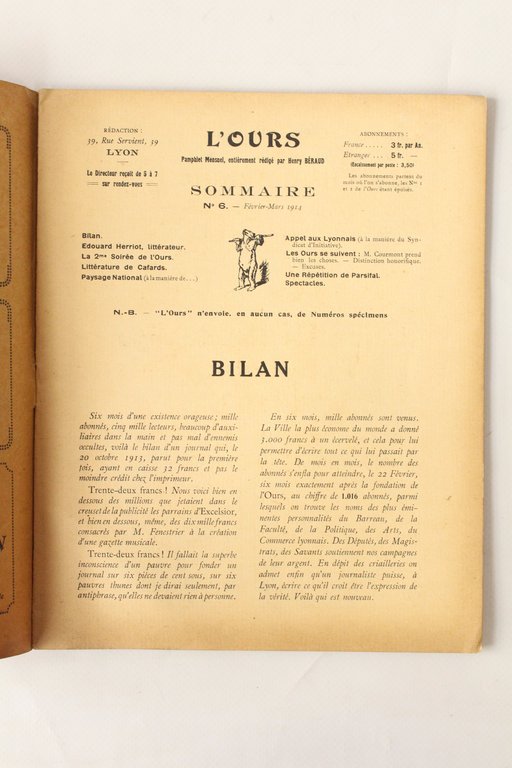 RÉDACTION :
39, Rue Servient, 39
LYON
Le Directeur reçoit de 5 à 7
sur rendez-vous
L'OURS
Pamphlet Mensuel, entièrement rédigé par Henry BÉRAUD
SOMMAIRE
N° 6. — Février-Mars 1914
ABONNEMENTS :
France..... 3 fr. par An.
Etranger... 5 fr. —
(Recouvrement par poste : 3,50)
Les abonnements partent du
mois où l'on s'abonne, les Nos 1
et 2 de l'Ours étant épuisés.
Bilan.
Edouard Herriot, littérateur.
La 2me Soirée de l'Ours.
Littérature de Cafards.
Paysage National (à la manière de...)
Appel aux Lyonnais (à la manière du Syn-
dicat d'Initiative).
Les Ours se suivent : M. Courmont prend
bien les choses. — Distinction honorifique.
— Excuses.
Une Répétition de Parsifal.
Spectacles.
N.-B. — "L'Ours" n'envoie, en aucun cas, de Numéros spécimens
BILAN
Six mois d'une existence orageuse ; mille
abonnés, cinq mille lecteurs, beaucoup d'auxi-
liaires dans la main et pas mal d'ennemis
occultes, voilà le bilan d'un journal qui, le
20 octobre 1913, parut pour la première
fois, ayant en caisse 32 francs et pas le
moindre crédit chez l'imprimeur.
Trente-deux francs ! Nous voici bien en
dessous des millions que jetaient dans le
creuset de la publicité les parrains d'Excelsior,
et bien en dessous, même, des dix mille francs
consacrés par M. Fenestrier à la création
d'une gazette musicale.
Trente-deux francs ! Il fallait la superbe
inconscience d'un pauvre pour fonder un
journal sur six pièces de cent sous, sur six
pauvres thunes dont je dirai seulement, par
antiphrase, qu'elles ne devaient rien à personne.
En six mois, mille abonnés sont venus.
La Ville la plus économe du monde a donné
3.000 francs à un écervelé, et cela pour lui
permettre d'écrire tout ce qui lui passait par
la tête. De mois en mois, le nombre des
abonnés s'enfla pour atteindre, le 22 Février,
six mois exactement après la fondation de
l'Ours, au chiffre de 1.016 abonnés, parmi
lesquels on trouve les noms des plus émi-
nentes personnalités du Barreau, de la
Faculté, de la Politique, des Arts, du
Commerce lyonnais. Des Députés, des Magis-
trats, des Savants soutiennent nos campagnes
de leur argent. En dépit des criailleries on
admet enfin qu'un journaliste puisse, à
Lyon, écrire ce qu'il croit être l'expression de
la vérité. Voilà qui est nouveau.